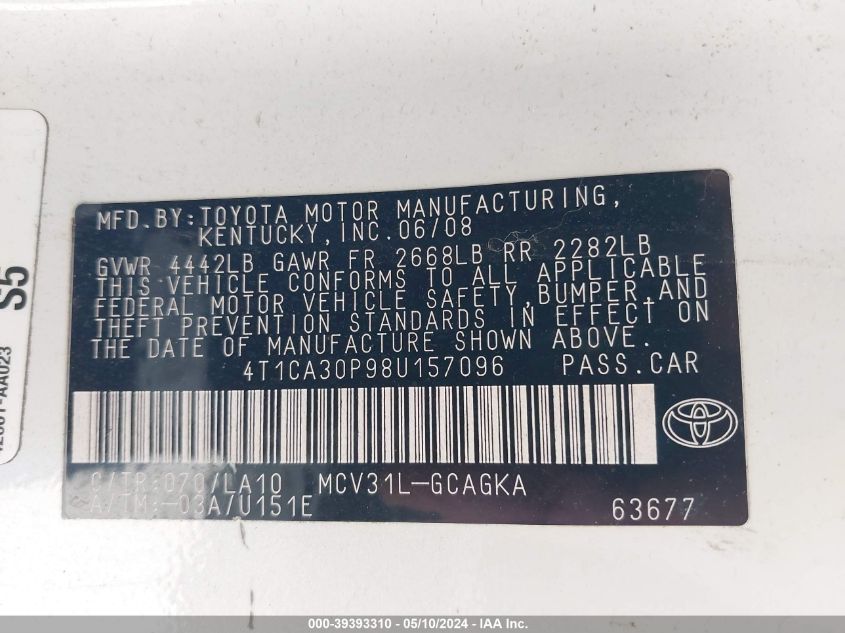 MFD. BY: TOYOTA MOTOR MANUFACTURING,
KENTUCKY, INC. 06/08
GVWR 4442LB GAWR FR 2668LB RR 2282LB
THIS VEHICLE CONFORMS TO ALL APPLICABLE
FEDERAL MOTOR VEHICLE SAFETY, BUMPER, AND
THEFT PREVENTION STANDARDS IN EFFECT ON
THE DATE OF MANUFACTURE SHOWN ABOVE.
4T1CA30P98U157096 PASS. CAR
C/TR: 070/LA10 MCV31L-GCAGKA
A/TM: -03A/U151E 63677
S5
000-39393310 - 05/10/2024 - IAA Inc.